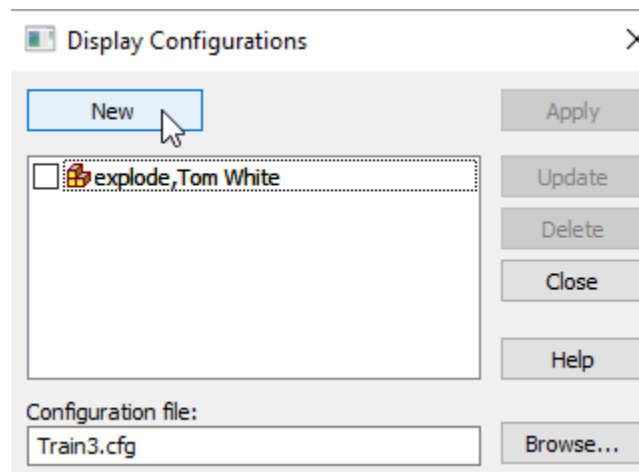 Display Configurations
New
Apply
explode,Tom White
Update
Delete
Close
Help
Configuration file:
Train3.cfg
Browse...